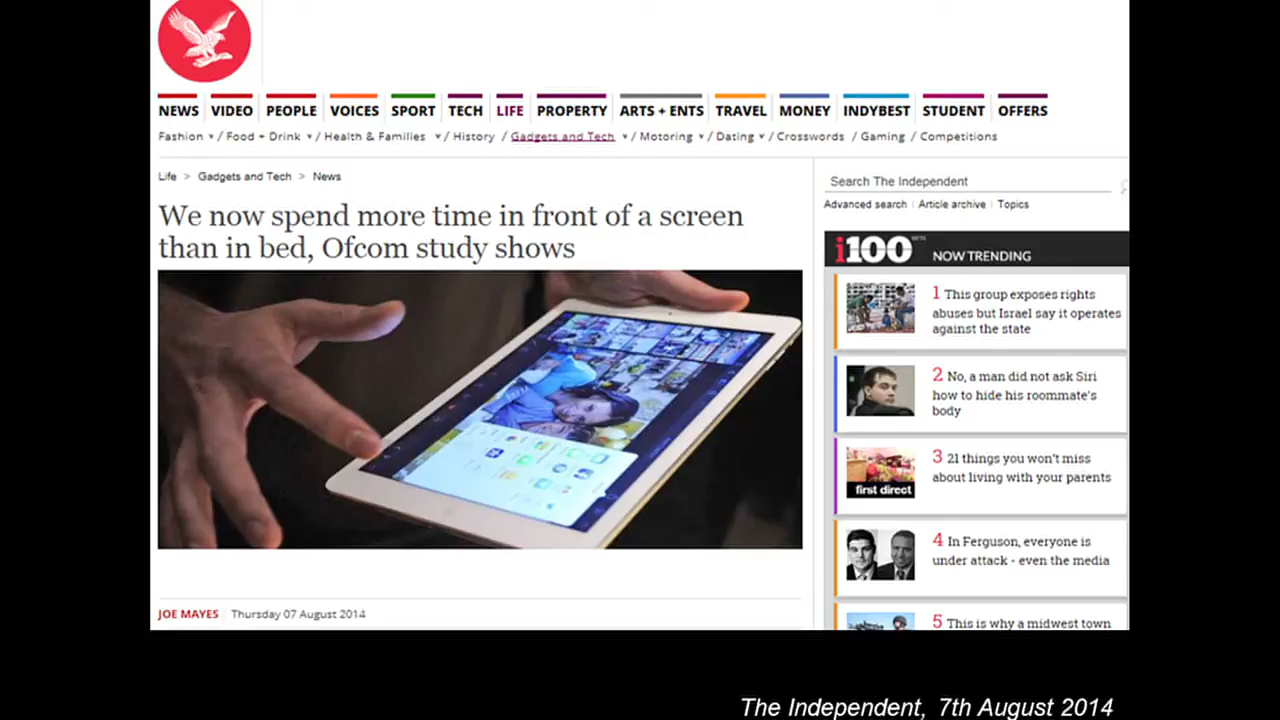 NEWS VIDEO PEOPLE VOICES SPORT TECH LIFE PROPERTY ARTS + ENTS TRAVEL MONEY INDYBEST STUDENT OFFERS
Fashion / Food + Drink / Health & Families / History / Gadgets and Tech / Motoring / Dating / Crosswords / Gaming / Competitions
Life > Gadgets and Tech > News
We now spend more time in front of a screen
than in bed, Ofcom study shows
JOE MAYES Thursday 07 August 2014
Search The Independent
Advanced search Article archive Topics
i100 BETA NOW TRENDING
1 This group exposes rights
abuses but Israel say it operates
against the state
2 No, a man did not ask Siri
how to hide his roommate's
body
3 21 things you won't miss
about living with your parents
first direct
4 In Ferguson, everyone is
under attack - even the media
5 This is why a midwest town
The Independent, 7th August 2014